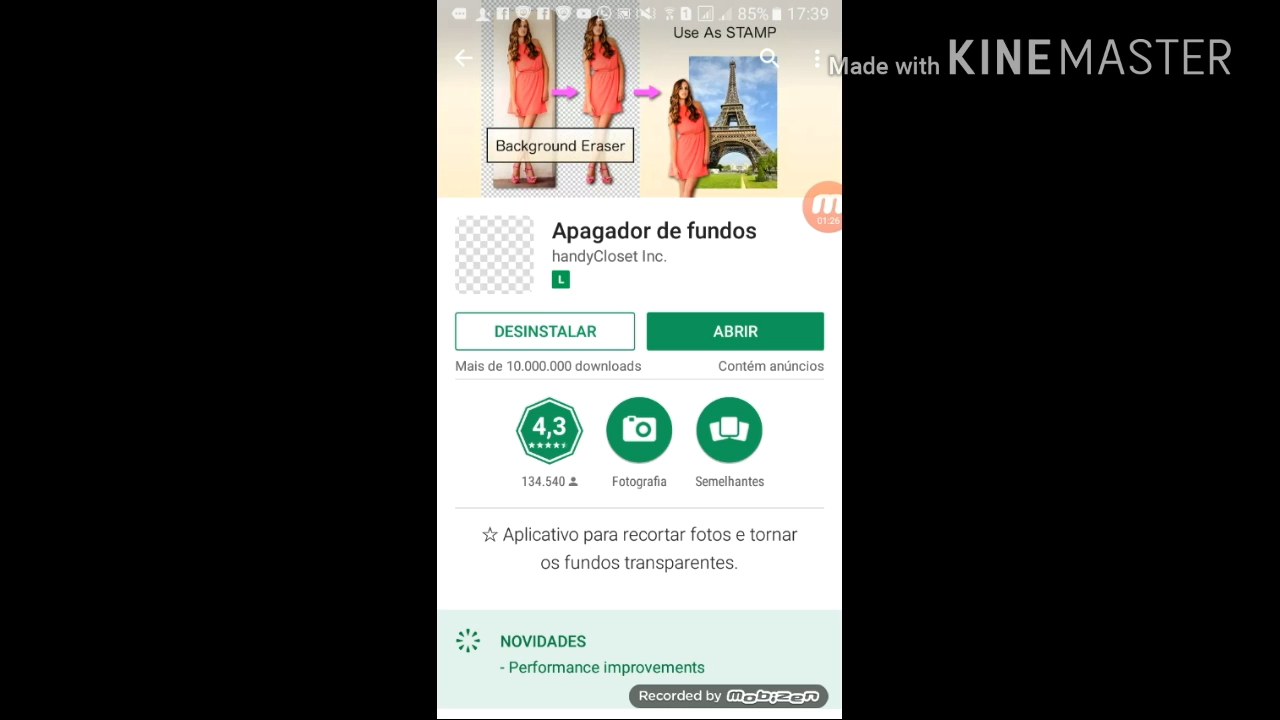 85% 17:39
Use As STAMP
Made with KINEMASTER
Background Eraser
01:26
Apagador de fundos
handyCloset Inc.
L
DESINSTALAR
ABRIR
Mais de 10.000.000 downloads
Contém anúncios
4,3
134.540
Fotografia
Semelhantes
☆ Aplicativo para recortar fotos e tornar
os fundos transparentes.
NOVIDADES
- Performance improvements
Recorded by mobizen